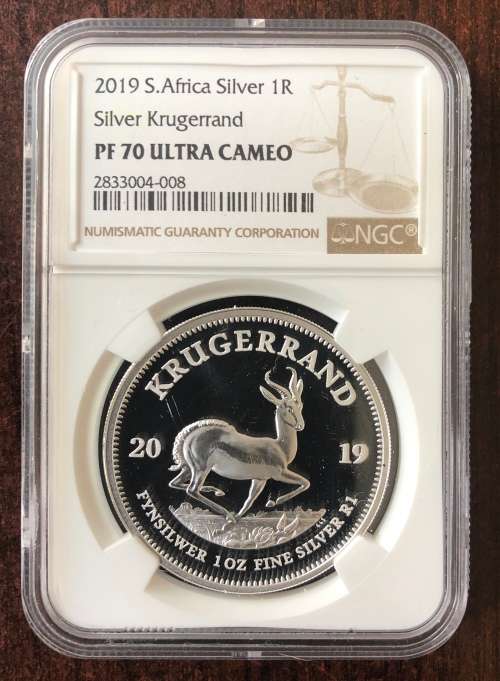 2019 S.Africa Silver 1R
Silver Krugerrand
PF 70 ULTRA CAMEO
2833004-008
NUMISMATIC GUARANTY CORPORATION
NGC®
KRUGERRAND
20 19
FYNSILWER 1 OZ FINE SILVER R1